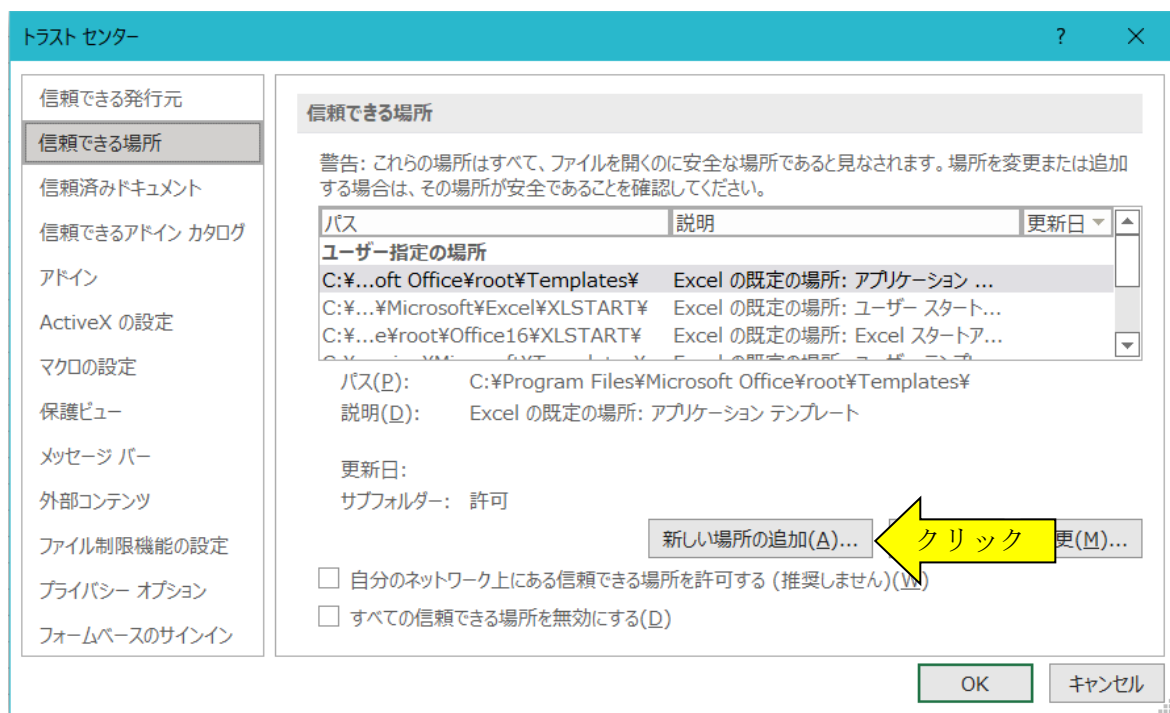 トラスト センター
?
信頼できる発行元
信頼できる場所
信頼済みドキュメント
信頼できるアドイン カタログ
アドイン
ActiveX の設定
マクロの設定
保護ビュー
メッセージ バー
外部コンテンツ
ファイル制限機能の設定
プライバシー オプション
フォームベースのサインイン
信頼できる場所
警告: これらの場所はすべて、ファイルを開くのに安全な場所であると見なされます。場所を変更または追加
する場合は、その場所が安全であることを確認してください。
パス 説明 更新日
ユーザー指定の場所
C:¥...oft Office¥root¥Templates¥ Excel の既定の場所: アプリケーション ...
C:¥...¥Microsoft¥Excel¥XLSTART¥ Excel の既定の場所: ユーザー スタート...
C:¥...e¥root¥Office16¥XLSTART¥ Excel の既定の場所: Excel スタートア...
パス(P): C:¥Program Files¥Microsoft Office¥root¥Templates¥
説明(D): Excel の既定の場所: アプリケーション テンプレート
更新日:
サブフォルダー: 許可
新しい場所の追加(A)... クリック 更(M)...
自分のネットワーク上にある信頼できる場所を許可する (推奨しません)(W)
すべての信頼できる場所を無効にする(D)
OK キャンセル